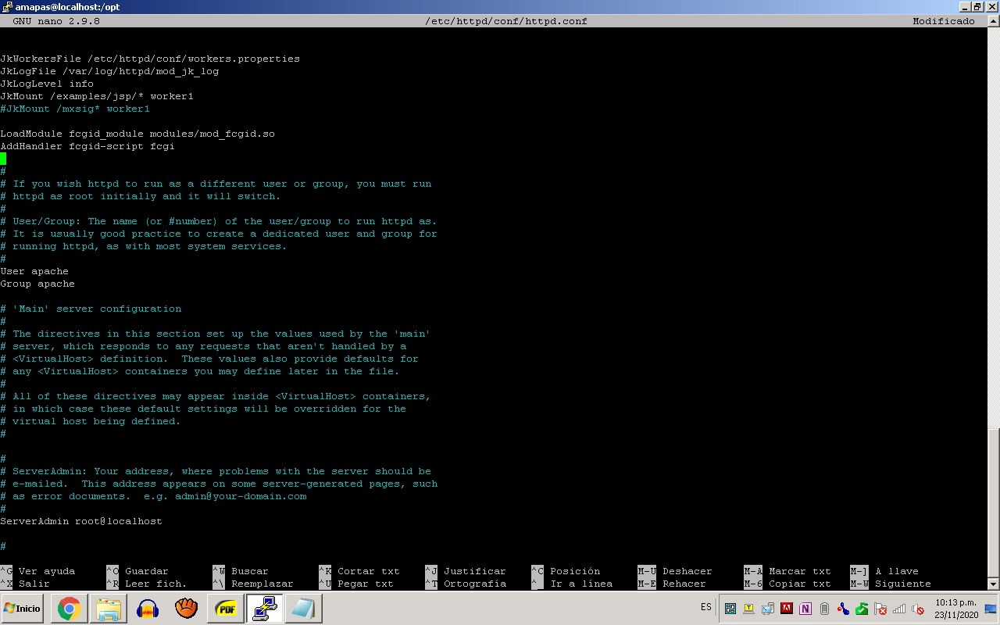 amapas@localhost:/opt
GNU nano 2.9.8 /etc/httpd/conf/httpd.conf Modificado
JkWorkersFile /etc/httpd/conf/workers.properties
JkLogFile /var/log/httpd/mod_jk_log
JkLogLevel info
JkMount /examples/jsp/* worker1
#JkMount /mxsig* worker1
LoadModule fcgid_module modules/mod_fcgid.so
AddHandler fcgid-script fcgi
#
# If you wish httpd to run as a different user or group, you must run
# httpd as root initially and it will switch.
#
# User/Group: The name (or #number) of the user/group to run httpd as.
# It is usually good practice to create a dedicated user and group for
# running httpd, as with most system services.
#
User apache
Group apache
# 'Main' server configuration
#
# The directives in this section set up the values used by the 'main'
# server, which responds to any requests that aren't handled by a
# <VirtualHost> definition.  These values also provide defaults for
# any <VirtualHost> containers you may define later in the file.
#
# All of these directives may appear inside <VirtualHost> containers,
# in which case these default settings will be overridden for the
# virtual host being defined.
#
#
# ServerAdmin: Your address, where problems with the server should be
# e-mailed.  This address appears on some server-generated pages, such
# as error documents.  e.g. admin@your-domain.com
#
ServerAdmin root@localhost
#
^G Ver ayuda ^O Guardar ^W Buscar ^K Cortar txt ^J Justificar ^C Posición M-U Deshacer M-A Marcar txt M-] A llave
^X Salir ^R Leer fich. ^\ Reemplazar ^U Pegar txt ^T Ortografía ^_ Ir a línea M-E Rehacer M-6 Copiar txt M-W Siguiente
Inicio PDF ES 10:13 p.m.
23/11/2020